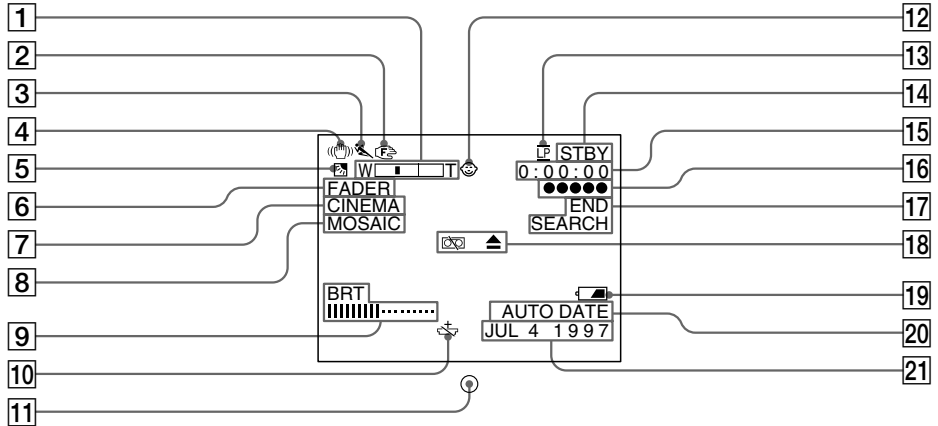 1
2
3
4
5
6
7
8
9
10
11
12
13
14
15
16
17
18
19
20
21
F
LP STBY
W T
0:00:00
FADER
CINEMA
MOSAIC
END
SEARCH
BRT
AUTO DATE
JUL 4 1997